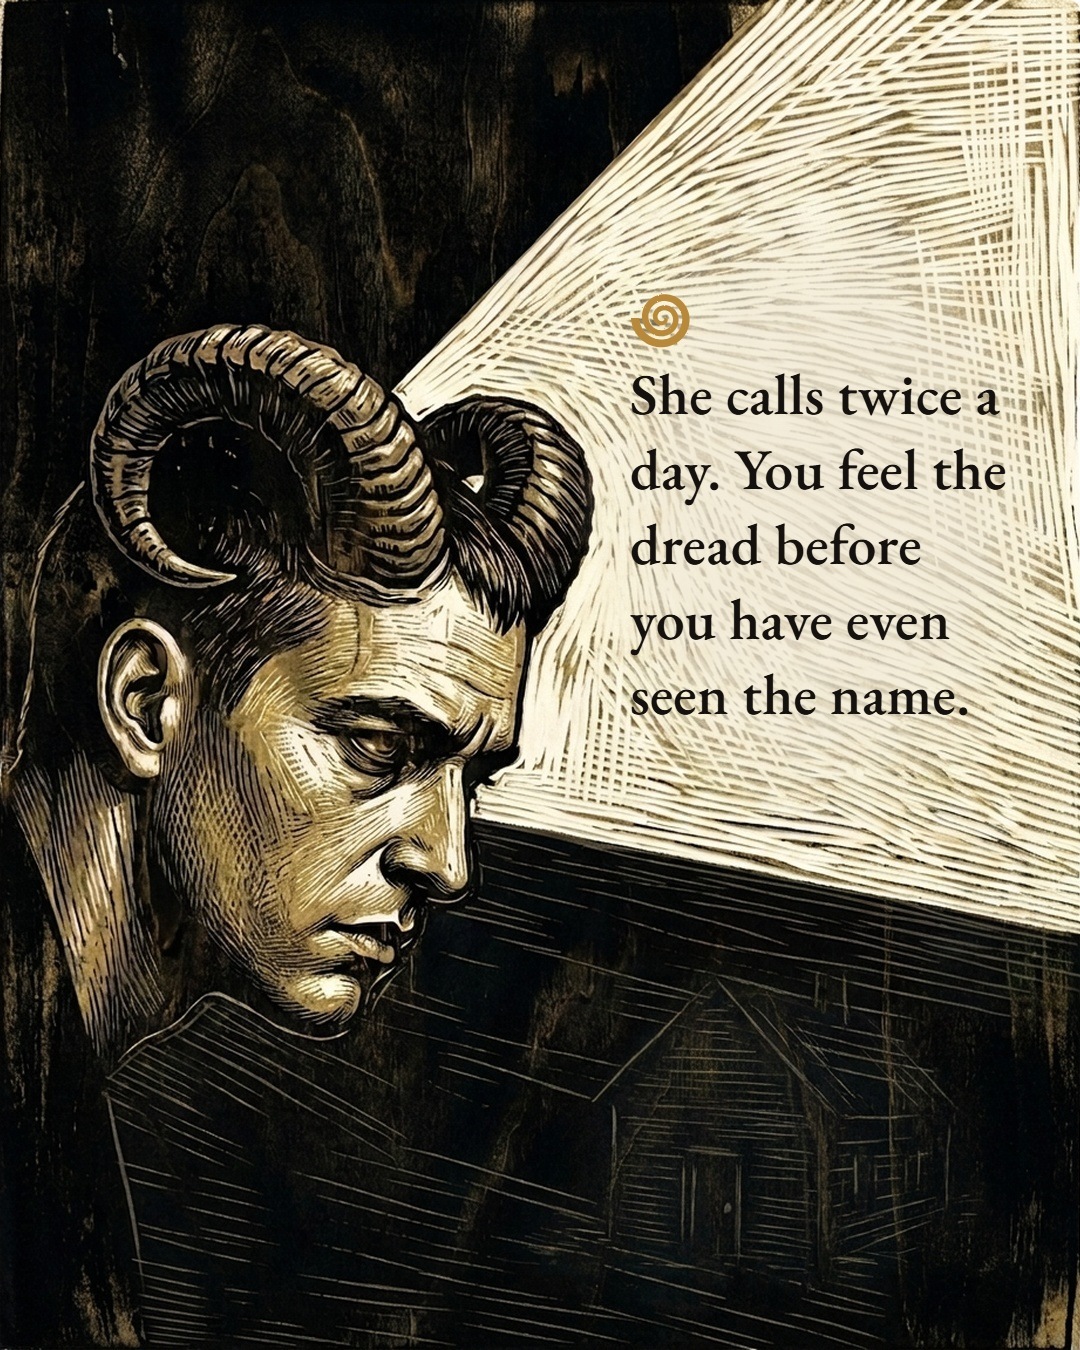 She calls twice a
day. You feel the
dread before
you have even
seen the name.